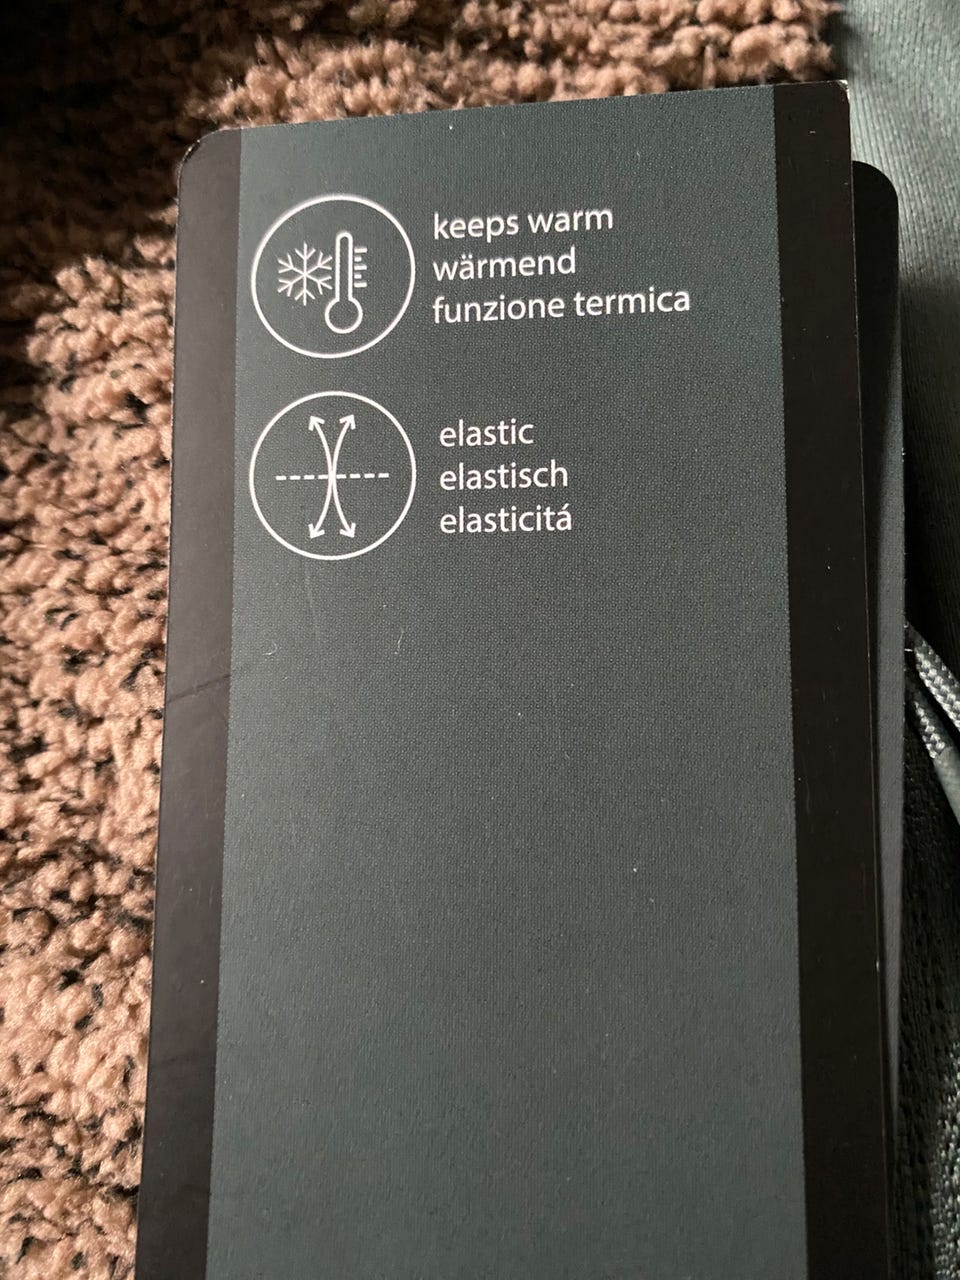 keeps warm
wärmend
funzione termica
elastic
elastisch
elasticitá